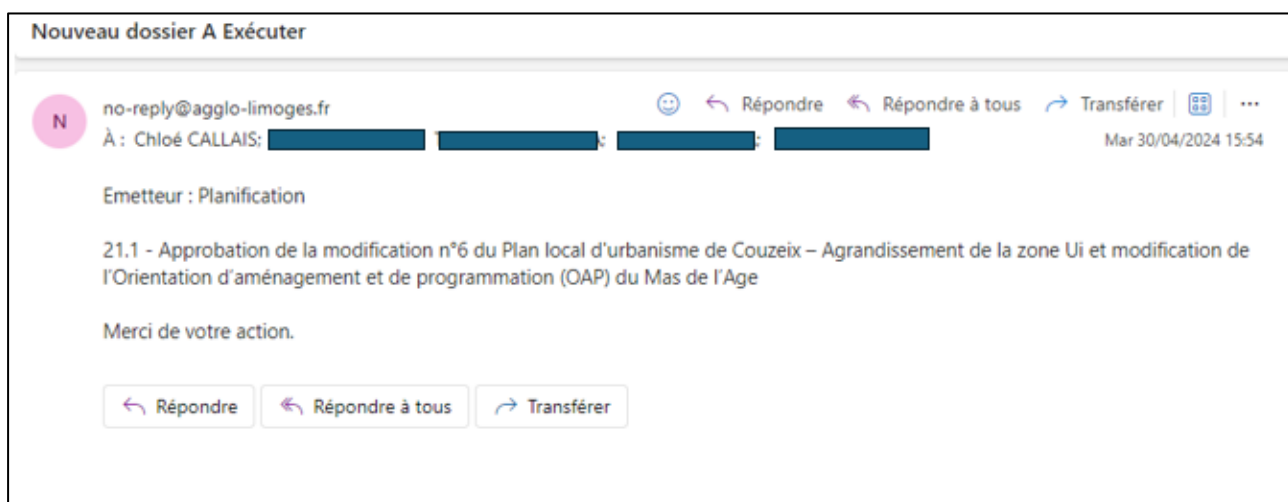 Nouveau dossier A Exécuter
N
no-reply@agglo-limoges.fr
Répondre
Répondre à tous
Transférer
À : Chloé CALLAIS;
Mar 30/04/2024 15:54
Emetteur : Planification
21.1 - Approbation de la modification n°6 du Plan local d'urbanisme de Couzeix – Agrandissement de la zone Ui et modification de
l'Orientation d'aménagement et de programmation (OAP) du Mas de l'Age
Merci de votre action.
Répondre
Répondre à tous
Transférer